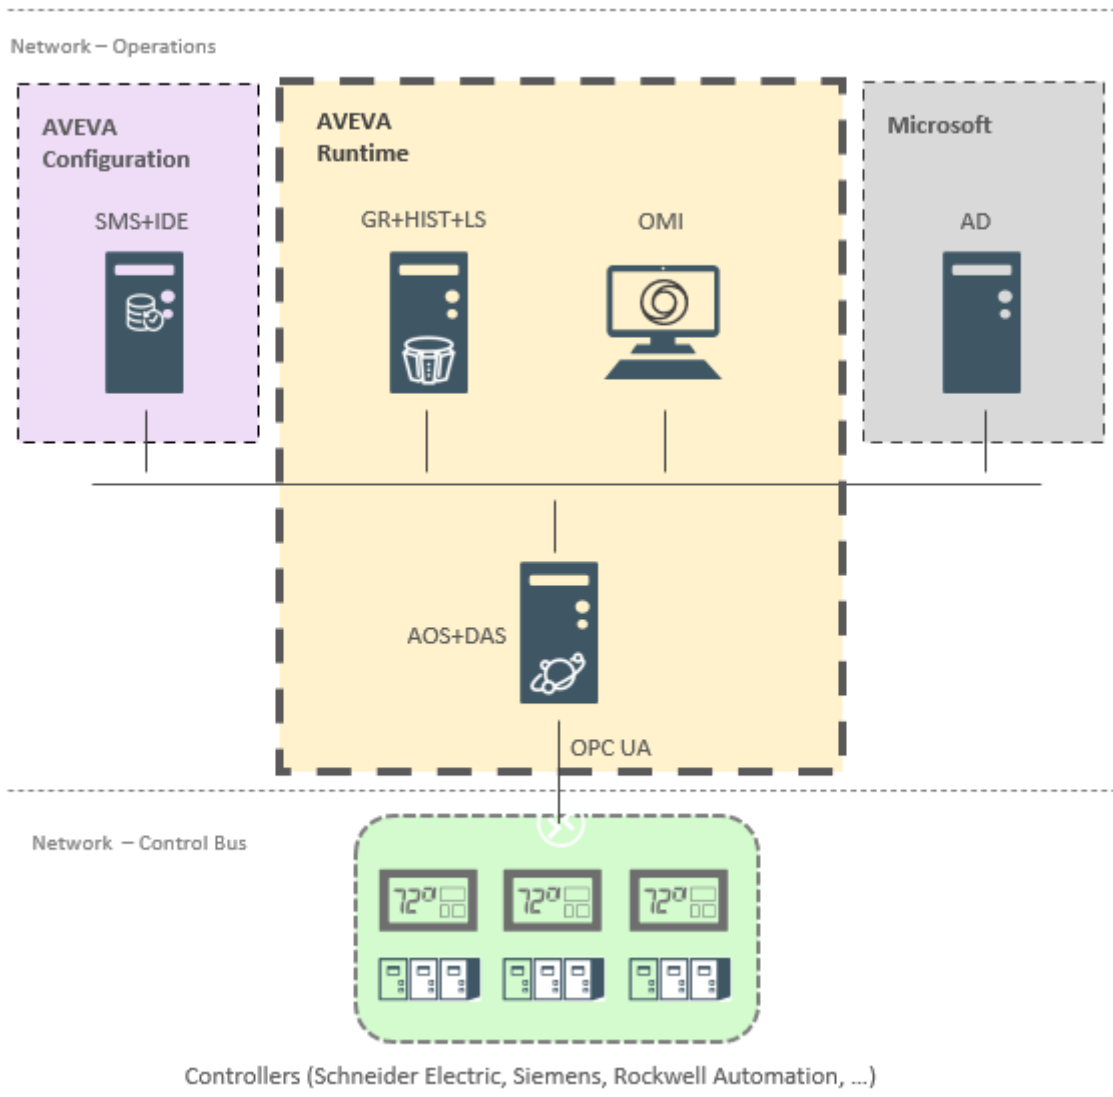 Network – Operations
AVEVA
Configuration
AVEVA
Runtime
Microsoft
SMS+IDE
GR+HIST+LS
OMI
AD
AOS+DAS
OPC UA
Network – Control Bus
72°
72°
72°
Controllers (Schneider Electric, Siemens, Rockwell Automation, ...)